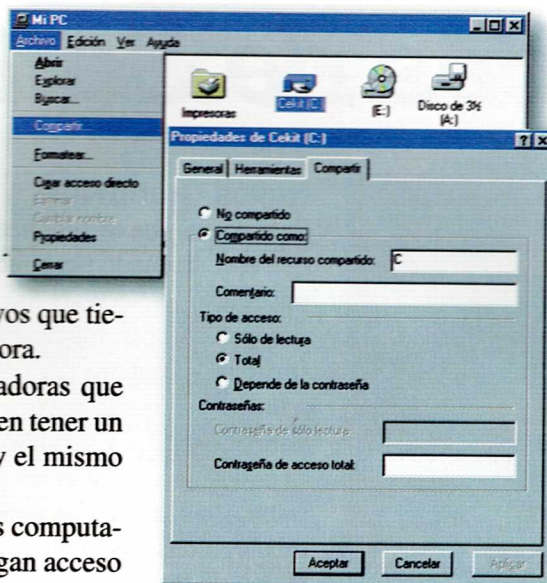 Mi PC
Archivo Edición Ver Ayuda
Abrir
Explorar
Buscar...
Compartir...
Formatear...
Crear acceso directo
Eliminar
Cambiar nombre
Propiedades
Cerrar
Impresoras
Cekit (C:)
(E:)
Disco de 3½
(A:)
Propiedades de Cekit (C:)
General Herramientas Compartir
No compartido
Compartido como:
Nombre del recurso compartido: C
Comentario:
Tipo de acceso:
Sólo de lectura
Total
Depende de la contraseña
Contraseñas:
Contraseña de sólo lectura:
Contraseña de acceso total:
Aceptar Cancelar Aplicar
vos que tie-
ora.
adoras que
en tener un
y el mismo
s computa-
gan acceso